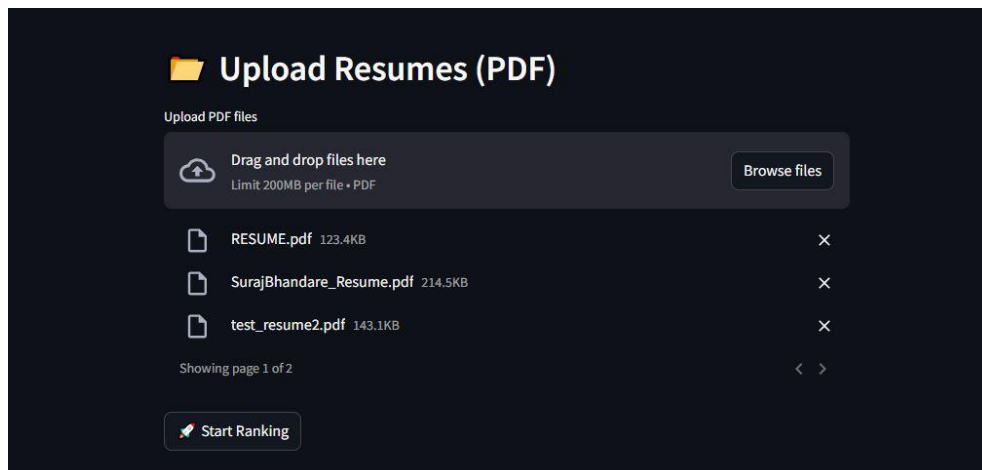 Upload Resumes (PDF)
Upload PDF files
Drag and drop files here
Limit 200MB per file • PDF
Browse files
RESUME.pdf 123.4KB
SurajBhandare_Resume.pdf 214.5KB
test_resume2.pdf 143.1KB
Showing page 1 of 2
Start Ranking